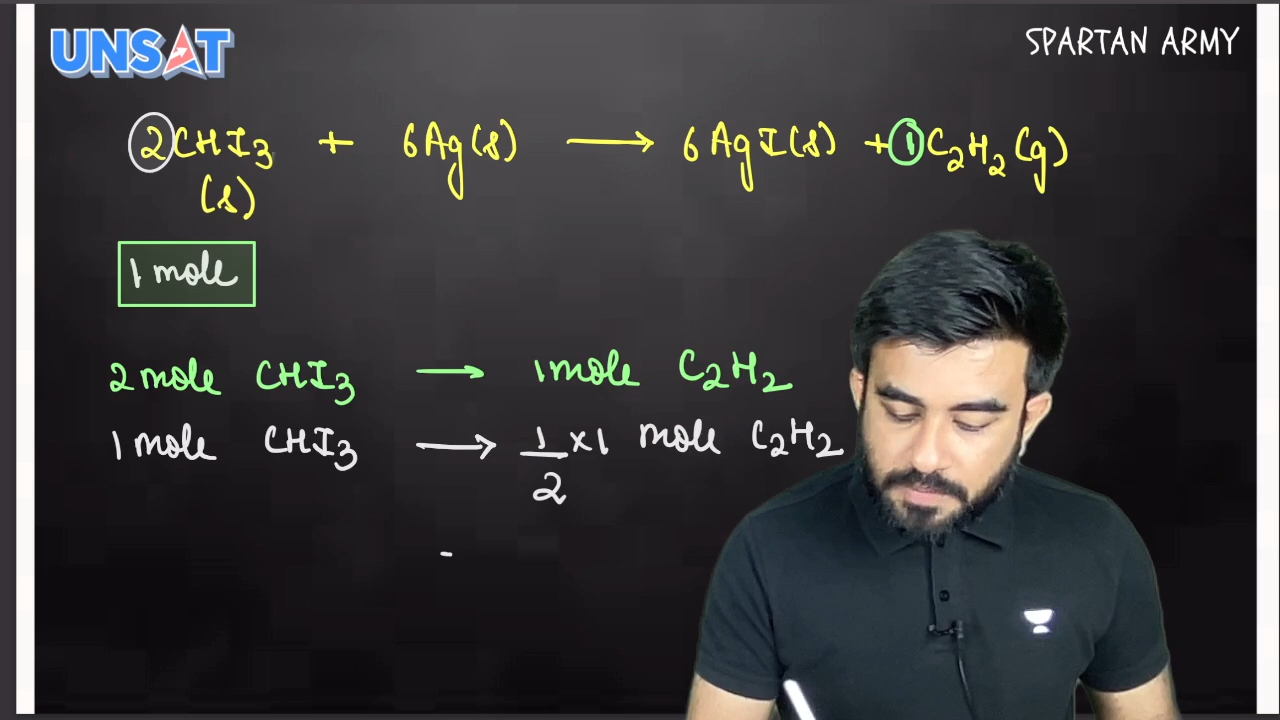 UNSAT
SPARTAN ARMY
2CHI3 + 6Ag(s) → 6AgI(s) + 1C2H2(g)
(s)
1 mole
2 mole CHI3 → 1 mole C2H2
1 mole CHI3 → 1/2 x 1 mole C2H2
-